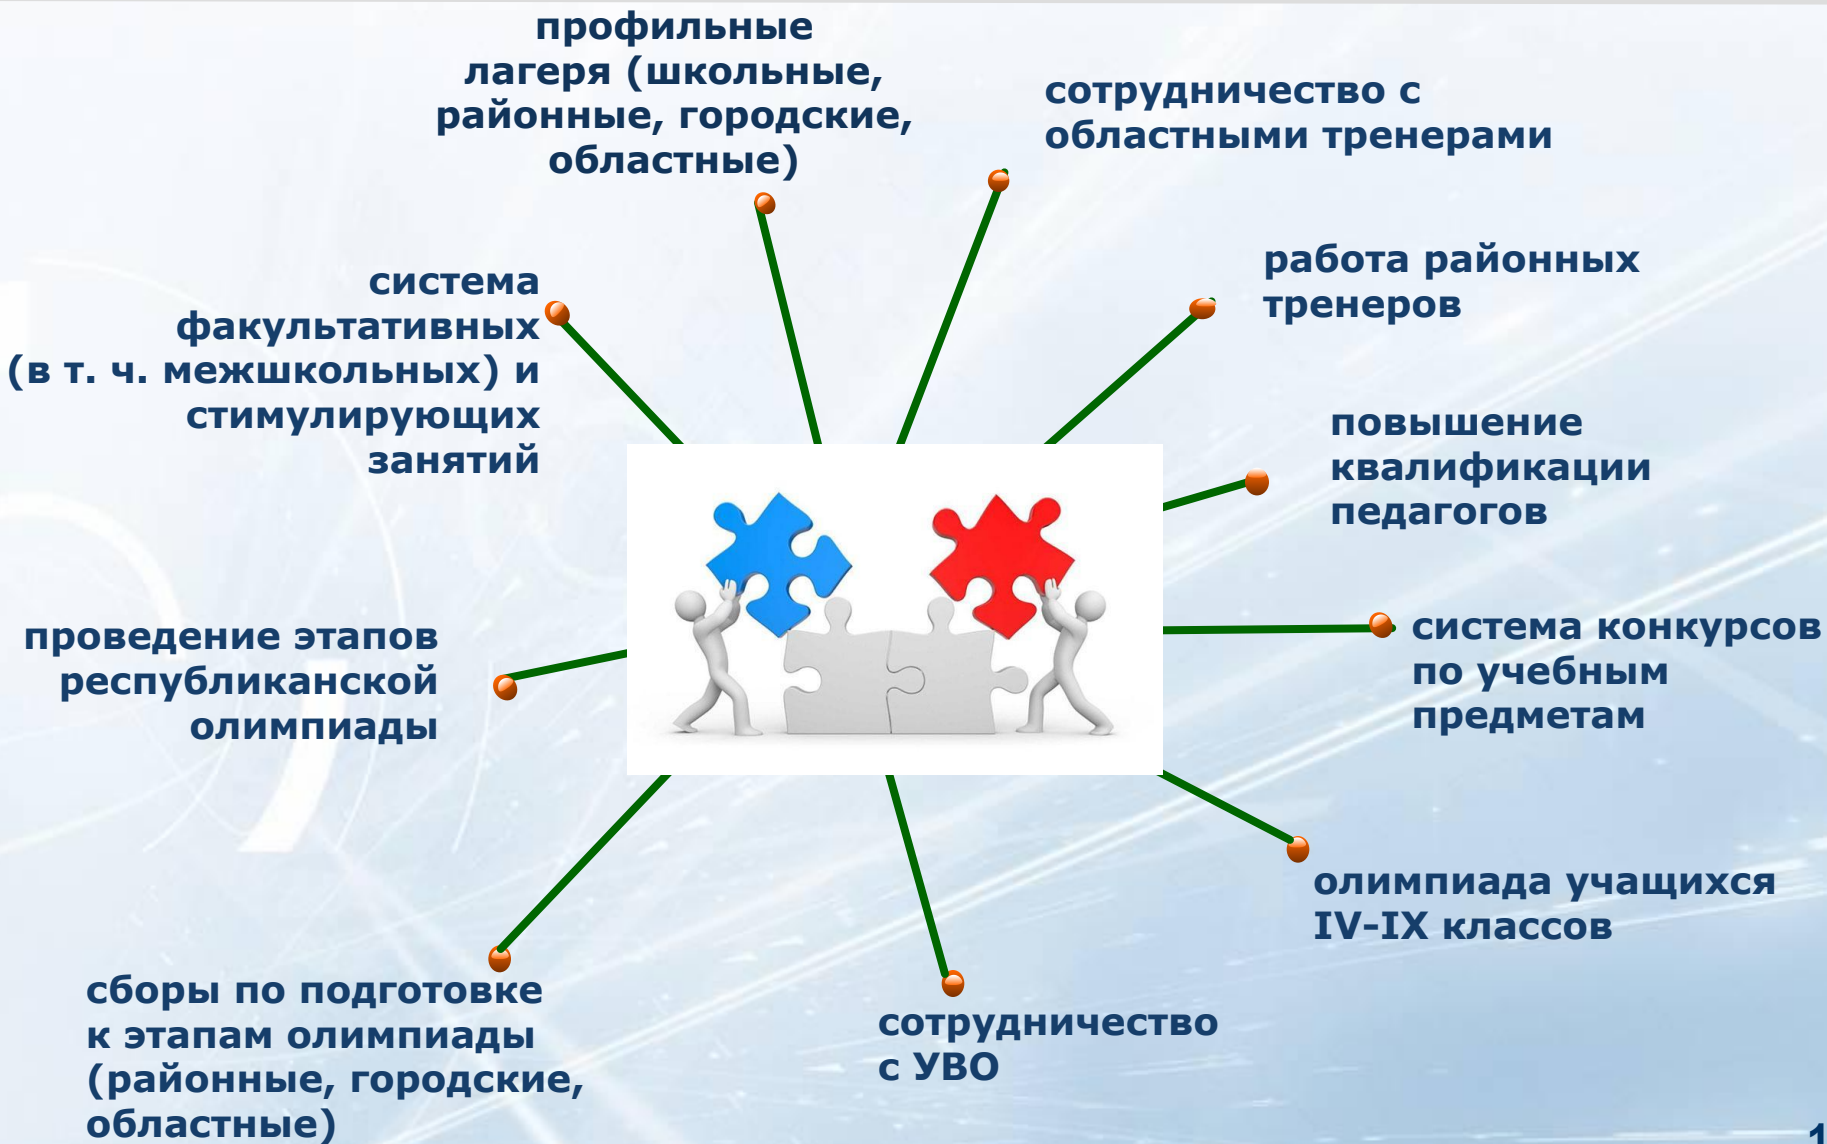 профильные
лагеря (школьные,
районные, городские,
областные)
сотрудничество с
областными тренерами
работа районных
тренеров
повышение
квалификации
педагогов
система конкурсов
по учебным
предметам
олимпиада учащихся
IV-IX классов
сотрудничество
с УВО
сборы по подготовке
к этапам олимпиады
(районные, городские,
областные)
проведение этапов
республиканской
олимпиады
система
факультативных
(в т. ч. межшкольных) и
стимулирующих
занятий
1